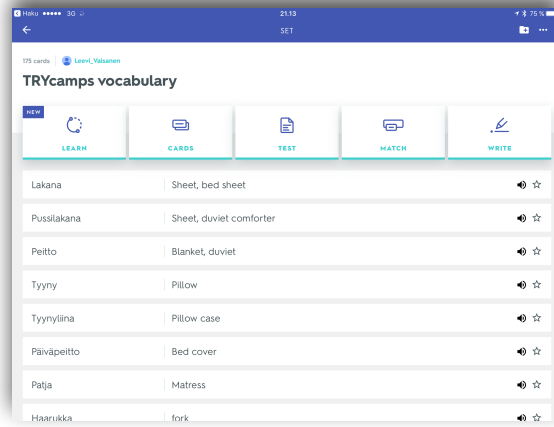 Haku 3G 21.13 75 %
SET
175 cards Leevi_Vaisanen
TRYcamps vocabulary
NEW
LEARN CARDS TEST MATCH WRITE
Lakana Sheet, bed sheet
Pussilakana Sheet, duviet comforter
Peitto Blanket, duviet
Tyyny Pillow
Tyynyliina Pillow case
Päiväpeitto Bed cover
Patja Matress
Haarukka fork